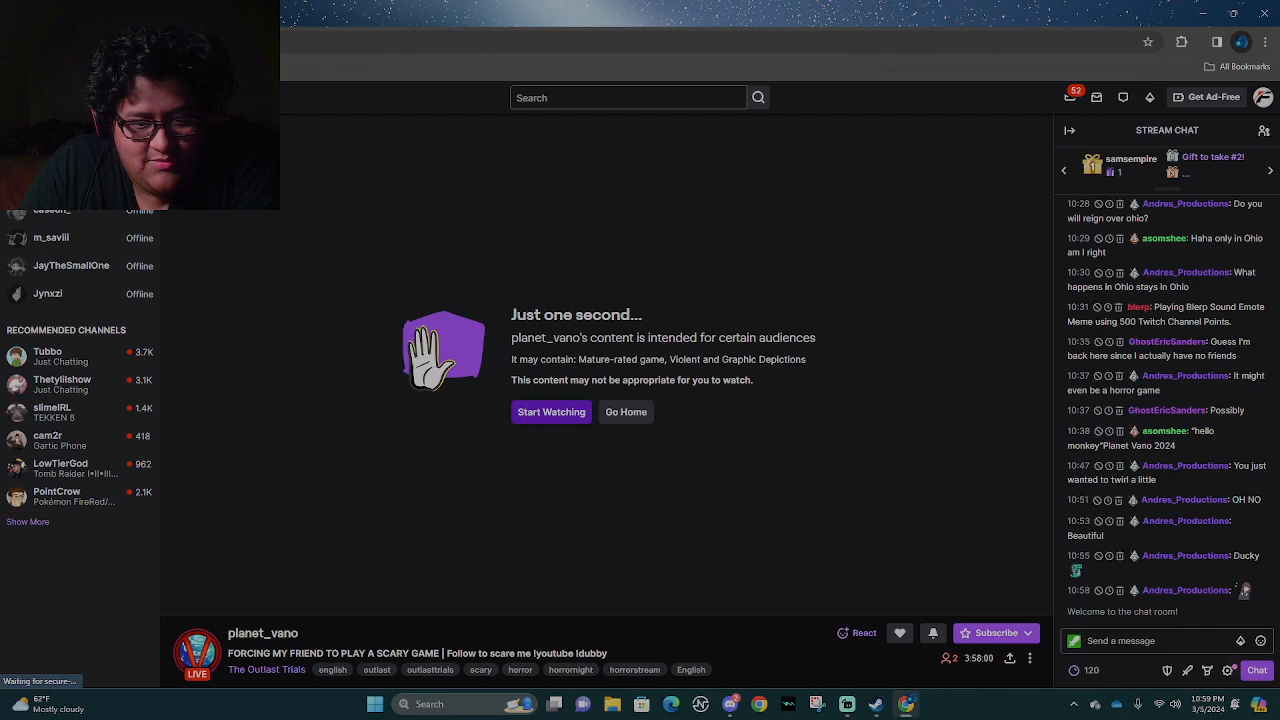 All Bookmarks
Search
52
Get Ad-Free
STREAM CHAT
1
samsempire
1
Gift to take #2!
...
m_saviii
Offline
JayTheSmallOne
Offline
Jynxzi
Offline
RECOMMENDED CHANNELS
Tubbo
3.7K
Just Chatting
Thetylilshow
3.1K
Just Chatting
slimeIRL
1.4K
TEKKEN 8
cam2r
418
Gartic Phone
LowTierGod
962
Tomb Raider I•II•III...
PointCrow
2.1K
Pokémon FireRed/...
Show More
Just one second...
planet_vano's content is intended for certain audiences
It may contain: Mature-rated game, Violent and Graphic Depictions
This content may not be appropriate for you to watch.
Start Watching
Go Home
10:28 Andres_Productions: Do you
will reign over ohio?
10:29 asomshee: Haha only in Ohio
am I right
10:30 Andres_Productions: What
happens in Ohio stays in Ohio
10:31 blerp: Playing Blerp Sound Emote
Meme using 500 Twitch Channel Points.
10:35 GhostEricSanders: Guess I'm
back here since I actually have no friends
10:37 Andres_Productions: It might
even be a horror game
10:37 GhostEricSanders: Possibly
10:38 asomshee: "hello
monkey"Planet Vano 2024
10:47 Andres_Productions: You just
wanted to twirl a little
10:51 Andres_Productions: OH NO
10:53 Andres_Productions:
Beautiful
10:55 Andres_Productions: Ducky
10:58 Andres_Productions:
Welcome to the chat room!
Send a message
120
Chat
planet_vano
React
Subscribe
FORCING MY FRIEND TO PLAY A SCARY GAME | Follow to scare me !youtube !dubby
2
3:58:00
LIVE
The Outlast Trials
english
outlast
outlasttrials
scary
horror
horrornight
horrorstream
English
Waiting for secure-...
62°F
Mostly cloudy
Search
2
10:59 PM
3/5/2024